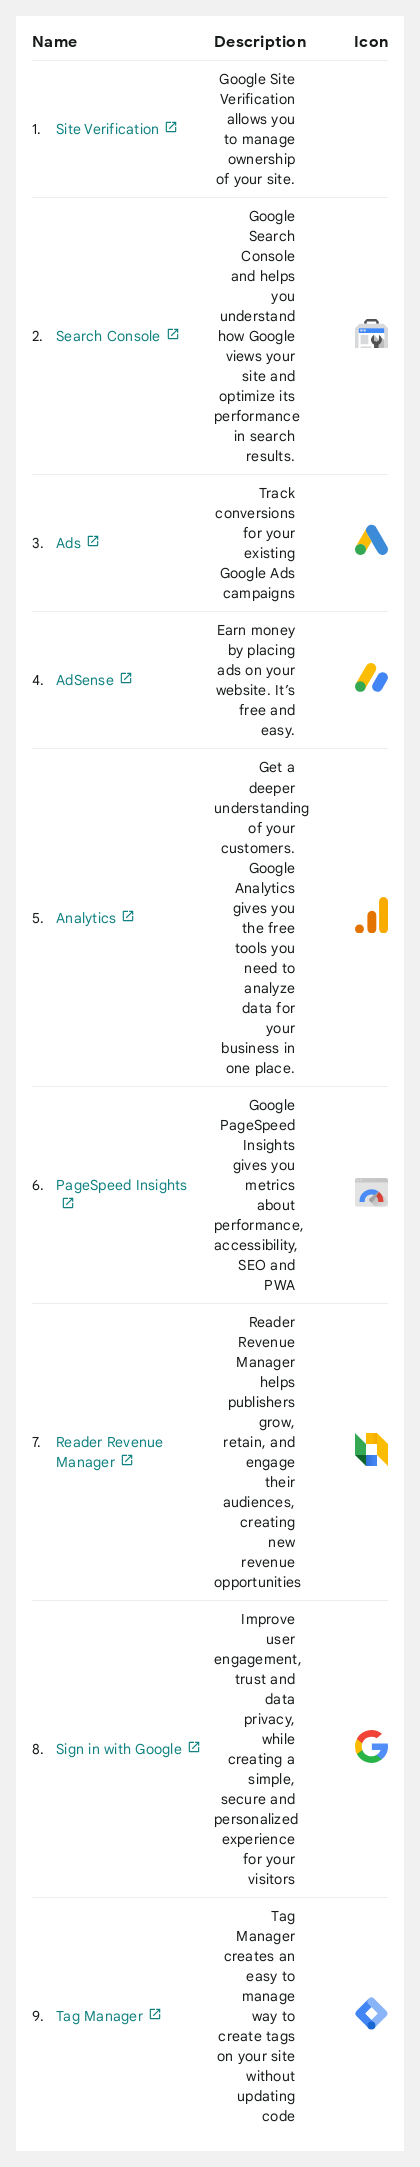 Name Description Icon
Google Site
Verification
allows you
1. Site Verification to manage
ownership
of your site.
Google
Search
Console
and helps
you
understand
2. Search Console how Google
views your
site and
optimize its
performance
in search
results.
Track
conversions
for your
3. Ads existing
Google Ads
campaigns
Earn money
by placing
ads on your
4. AdSense website. It’s
free and
easy.
Get a
deeper
understanding
of your
customers.
Google
Analytics
5. Analytics gives you
the free
tools you
need to
analyze
data for
your
business in
one place.
Google
PageSpeed
Insights
gives you
6. PageSpeed Insights metrics
about
performance,
accessibility,
SEO and
PWA
Reader
Revenue
Manager
helps
publishers
grow,
7. Reader Revenue retain, and
Manager engage
their
audiences,
creating
new
revenue
opportunities
Improve
user
engagement,
trust and
data
privacy,
8. Sign in with Google while
creating a
simple,
secure and
personalized
experience
for your
visitors
Tag
Manager
creates an
easy to
manage
9. Tag Manager way to
create tags
on your site
without
updating
code